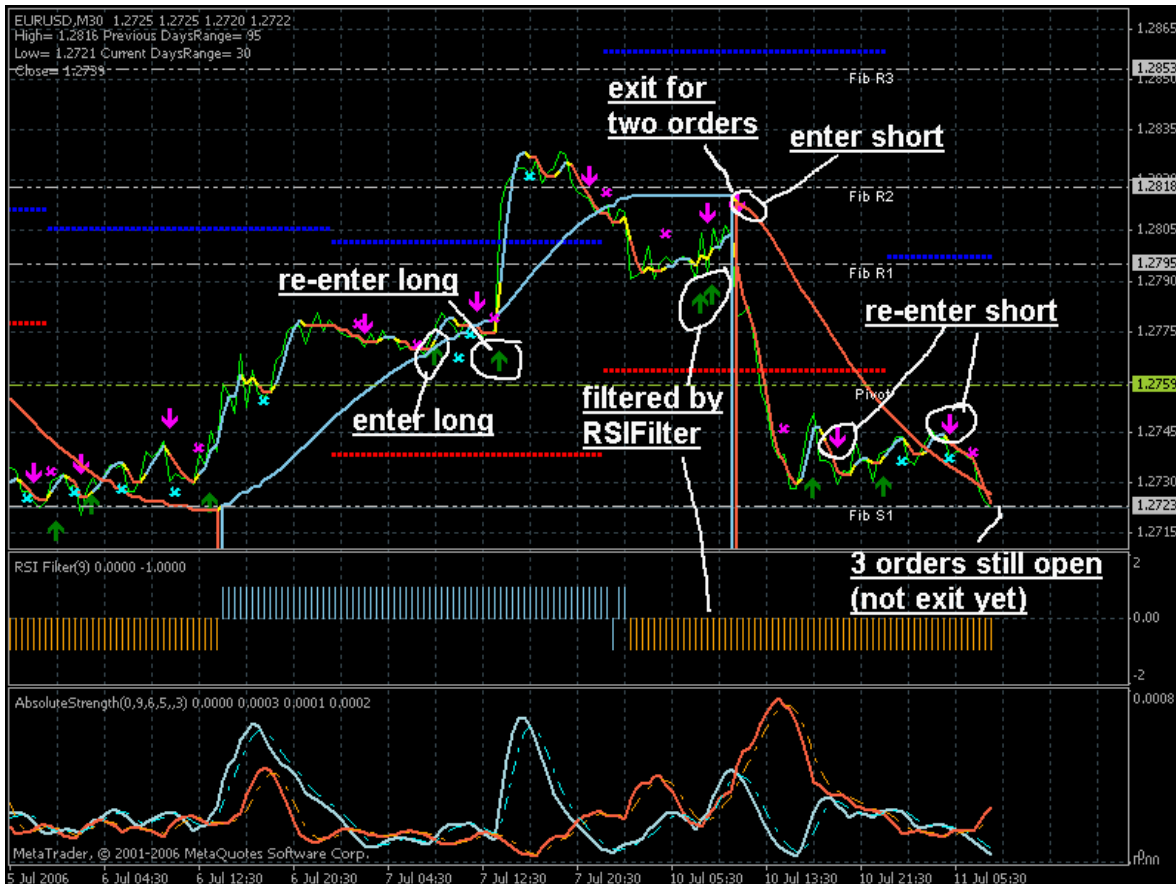 EURUSD,M30 1.2725 1.2725 1.2720 1.2722
High= 1.2816 Previous DaysRange= 95
Low= 1.2721 Current DaysRange= 30
Close= 1.2739
exit for
two orders
enter short
re-enter long
enter long
filtered by
RSIFilter
re-enter short
3 orders still open
(not exit yet)
Fib R3
Fib R2
Fib R1
Pivot
Fib S1
1.2865
1.2853
1.2850
1.2835
1.2818
1.2805
1.2795
1.2790
1.2775
1.2759
1.2745
1.2730
1.2723
1.2715
RSI Filter(9) 0.0000 -1.0000
2
0.00
-2
AbsoluteStrength(0,9,6,5,,3) 0.0000 0.0003 0.0001 0.0002
0.0008
0.00
MetaTrader, © 2001-2006 MetaQuotes Software Corp.
5 Jul 2006
6 Jul 04:30
6 Jul 12:30
6 Jul 20:30
7 Jul 04:30
7 Jul 12:30
7 Jul 20:30
10 Jul 05:30
10 Jul 13:30
10 Jul 21:30
11 Jul 05:30